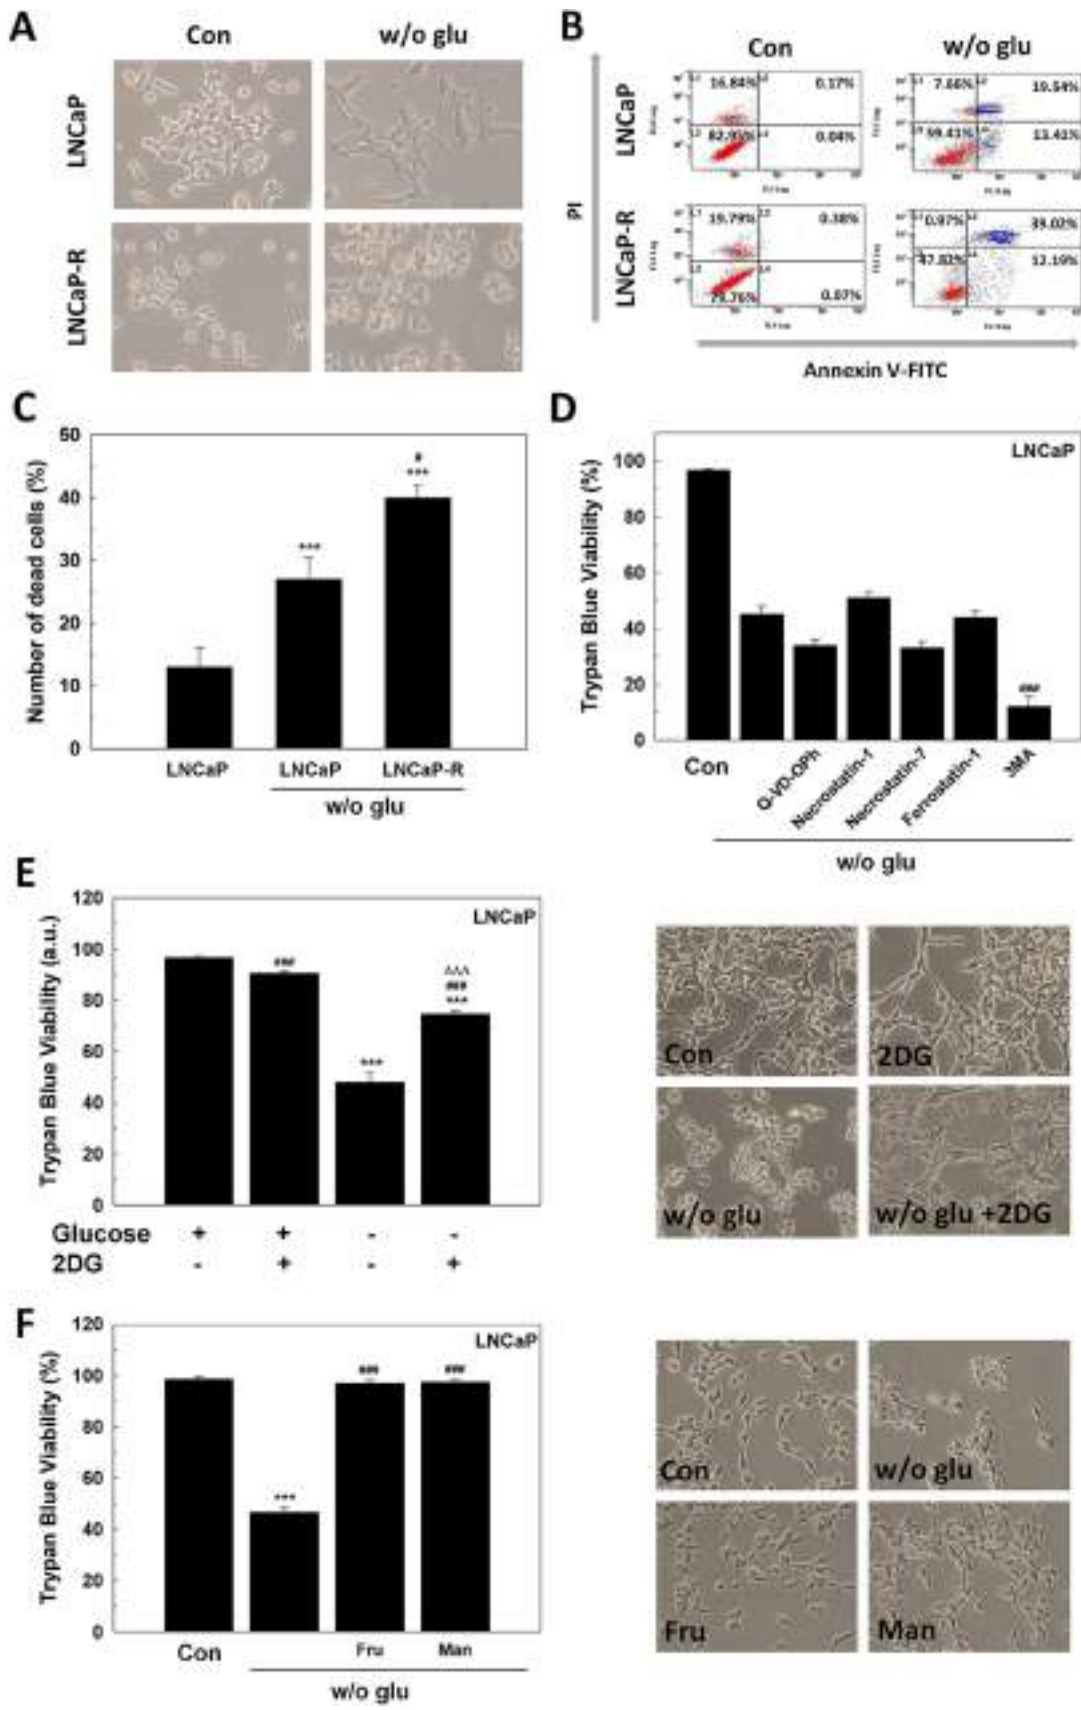 A
Con
w/o glu
LNCaP
LNCaP-R
B
Con
w/o glu
LNCaP
16.84%
0.17%
82.95%
0.04%
7.66%
19.54%
59.41%
PI
LNCaP-R
19.79%
0.38%
79.76%
0.07%
0.97%
39.02%
47.82%
12.19%
Annexin V-FITC
C
Number of dead cells (%)
50
40
30
20
10
0
***
#
***
LNCaP
LNCaP
LNCaP-R
w/o glu
D
LNCaP
Trypan Blue Viability (%)
100
80
60
40
20
0
###
Con
Q-VD-OPh
Necrostatin-1
Necrostatin-7
Ferrostatin-1
3MA
w/o glu
E
LNCaP
Trypan Blue Viability (a.u.)
120
100
80
60
40
20
0
###
***
^^^
###
***
Glucose + + - -
2DG - + - +
Con
2DG
w/o glu
w/o glu +2DG
F
LNCaP
Trypan Blue Viability (%)
120
100
80
60
40
20
0
***
###
###
Con
Fru
Man
w/o glu
Con
w/o glu
Fru
Man